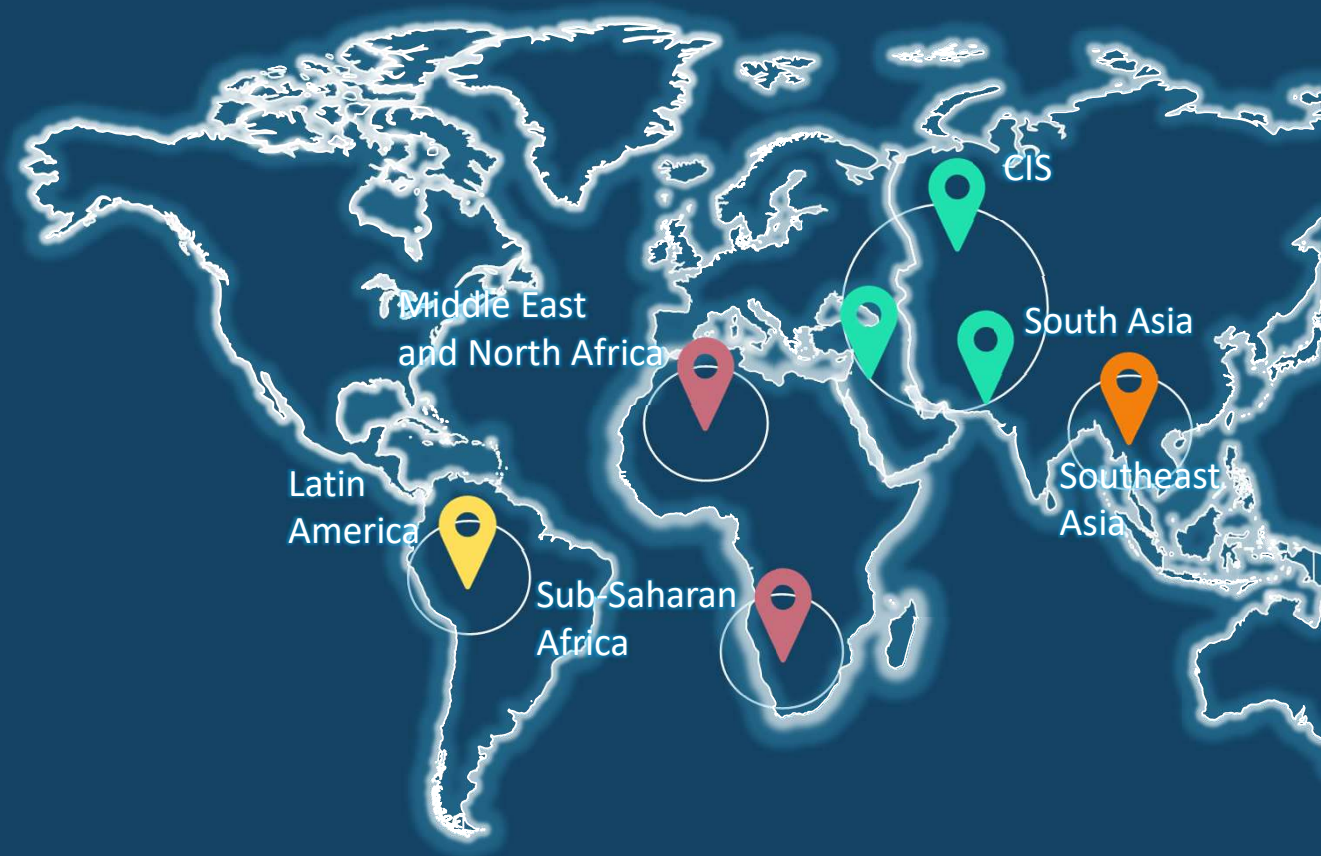 CIS
Middle East
and North Africa
South Asia
Latin
America
Southeast
Asia
Sub-Saharan
Africa